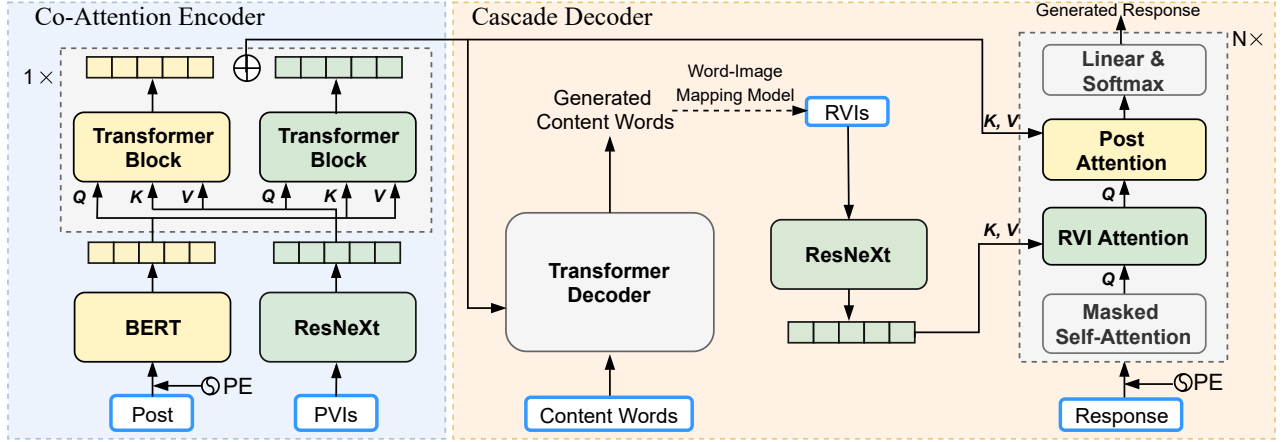 Co-Attention Encoder
1×
Transformer
Block
Transformer
Block
Q
K
V
Q
K
V
BERT
ResNeXt
PE
Post
PVIs
Cascade Decoder
Generated
Content Words
Word-Image
Mapping Model
RVIs
Transformer
Decoder
ResNeXt
Content Words
Generated Response
N×
Linear &
Softmax
K, V
Post
Attention
Q
K, V
RVI Attention
Q
Masked
Self-Attention
PE
Response